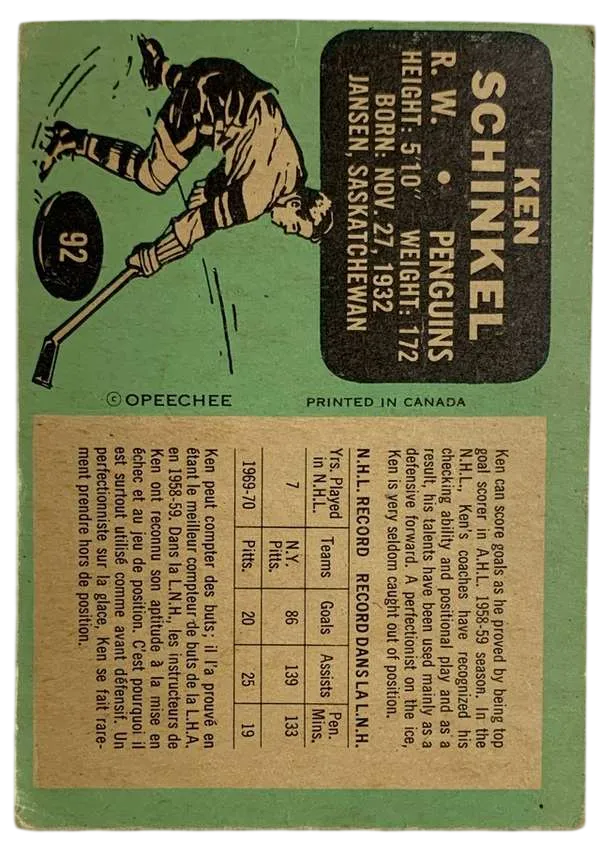 KEN
SCHINKEL
R. W. • PENGUINS
HEIGHT: 5'10" WEIGHT: 172
BORN: NOV. 27, 1932
JANSEN, SASKATCHEWAN
92
© OPEECHEE
PRINTED IN CANADA
Ken can score goals as he proved by being top
goal scorer in A.H.L. 1958-59 season. In the
N.H.L., Ken's coaches have recognized his
checking ability and positional play and as a
result, his talents have been used mainly as a
defensive forward. A perfectionist on the ice,
Ken is very seldom caught out of position.
N.H.L. RECORD RECORD DANS LA L.N.H.
Yrs. Played in N.H.L. Teams Goals Assists Pen. Mins.
7 N.Y. Pitts. 86 139 133
1969-70 Pitts. 20 25 19
Ken peut compter des buts; il l'a prouvé en
étant le meilleur compteur de buts de la L.H.A.
en 1958-59. Dans la L.N.H., les instructeurs de
Ken ont reconnu son aptitude à la mise en
échec et au jeu de position. C'est pourquoi il
est surtout utilisé comme avant défensif. Un
perfectionniste sur la glace, Ken se fait rare-
ment prendre hors de position.